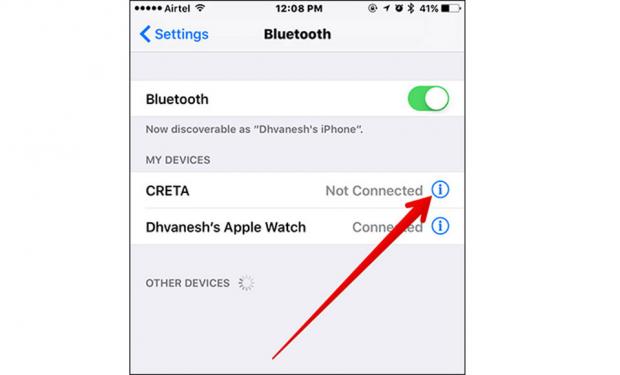 Airtel 12:08 PM 41%
Settings Bluetooth
Bluetooth
Now discoverable as "Dhvanesh's iPhone".
MY DEVICES
CRETA Not Connected
Dhvanesh's Apple Watch Connected
OTHER DEVICES